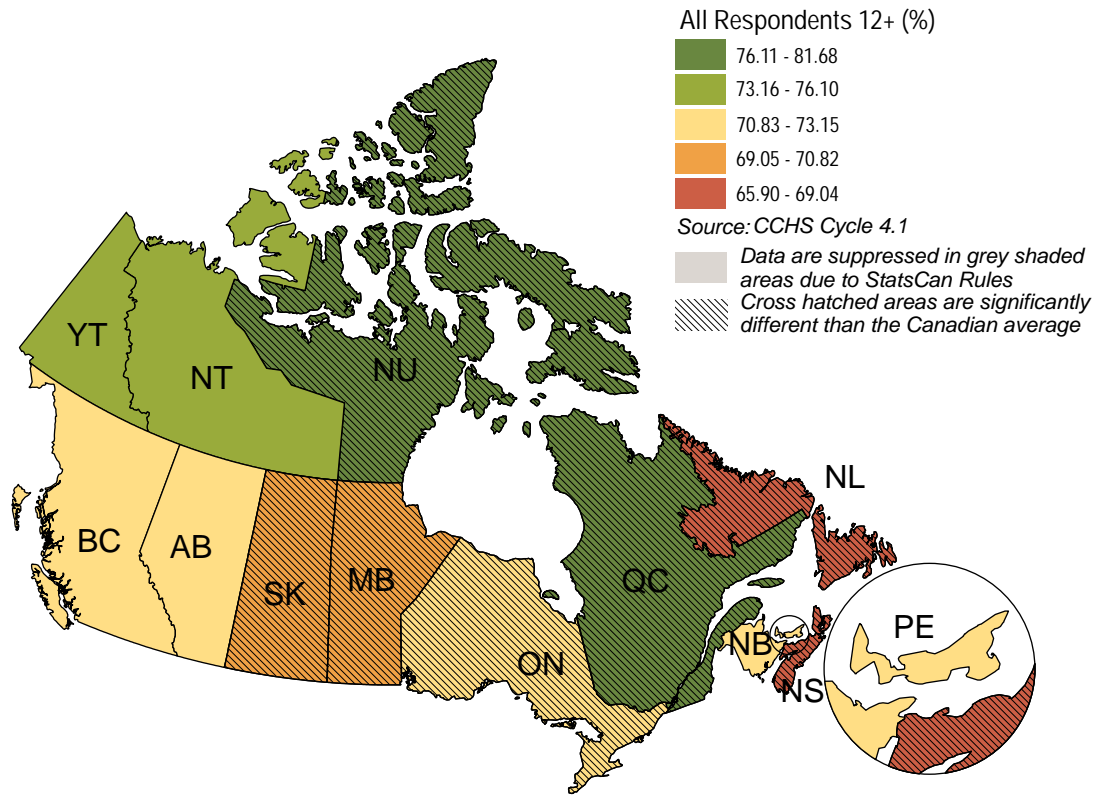 All Respondents 12+ (%)
76.11 - 81.68
73.16 - 76.10
70.83 - 73.15
69.05 - 70.82
65.90 - 69.04
Source: CCHS Cycle 4.1
Data are suppressed in grey shaded
areas due to StatsCan Rules
Cross hatched areas are significantly
different than the Canadian average
YT
NT
NU
NL
BC
AB
SK
MB
QC
ON
NB
NS
PE